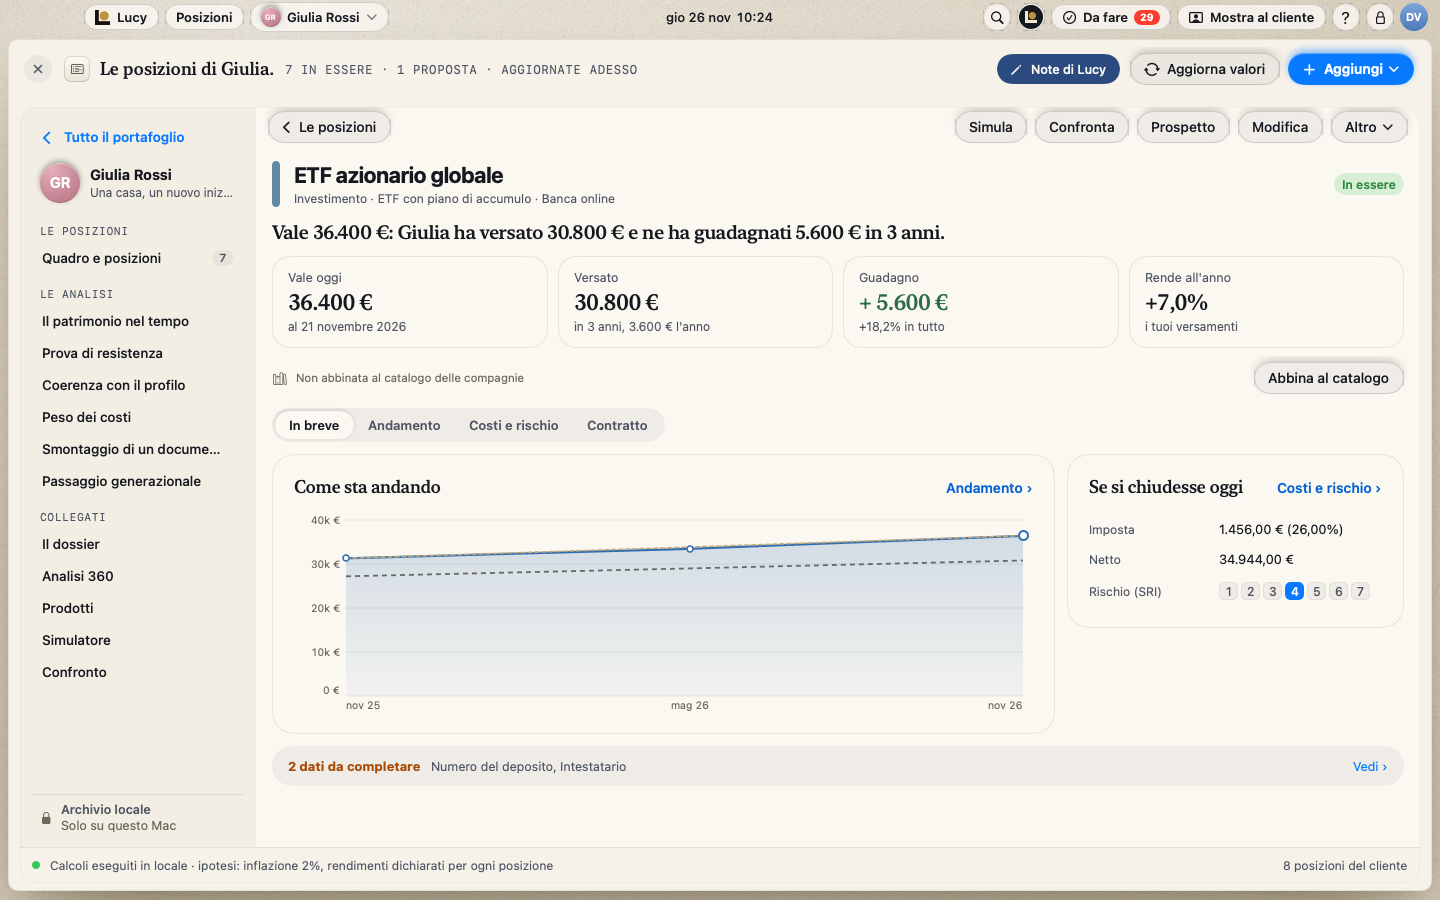 Lucy
Posizioni
GR Giulia Rossi
gio 26 nov 10:24
Da fare 29
Mostra al cliente
?
DV
Le posizioni di Giulia.
7 IN ESSERE · 1 PROPOSTA · AGGIORNATE ADESSO
Note di Lucy
Aggiorna valori
Aggiungi
Tutto il portafoglio
GR
Giulia Rossi
Una casa, un nuovo iniz...
LE POSIZIONI
Quadro e posizioni 7
LE ANALISI
Il patrimonio nel tempo
Prova di resistenza
Coerenza con il profilo
Peso dei costi
Smontaggio di un docume...
Passaggio generazionale
COLLEGATI
Il dossier
Analisi 360
Prodotti
Simulatore
Confronto
Archivio locale
Solo su questo Mac
Le posizioni
Simula
Confronta
Prospetto
Modifica
Altro
ETF azionario globale
Investimento · ETF con piano di accumulo · Banca online
In essere
Vale 36.400 €: Giulia ha versato 30.800 € e ne ha guadagnati 5.600 € in 3 anni.
Vale oggi
36.400 €
al 21 novembre 2026
Versato
30.800 €
in 3 anni, 3.600 € l'anno
Guadagno
+ 5.600 €
+18,2% in tutto
Rende all'anno
+7,0%
i tuoi versamenti
Non abbinata al catalogo delle compagnie
Abbina al catalogo
In breve
Andamento
Costi e rischio
Contratto
Come sta andando
Andamento ›
40k €
30k €
20k €
10k €
0 €
nov 25
mag 26
nov 26
Se si chiudesse oggi
Costi e rischio ›
Imposta 1.456,00 € (26,00%)
Netto 34.944,00 €
Rischio (SRI) 1 2 3 4 5 6 7
2 dati da completare Numero del deposito, Intestatario
Vedi ›
Calcoli eseguiti in locale · ipotesi: inflazione 2%, rendimenti dichiarati per ogni posizione
8 posizioni del cliente